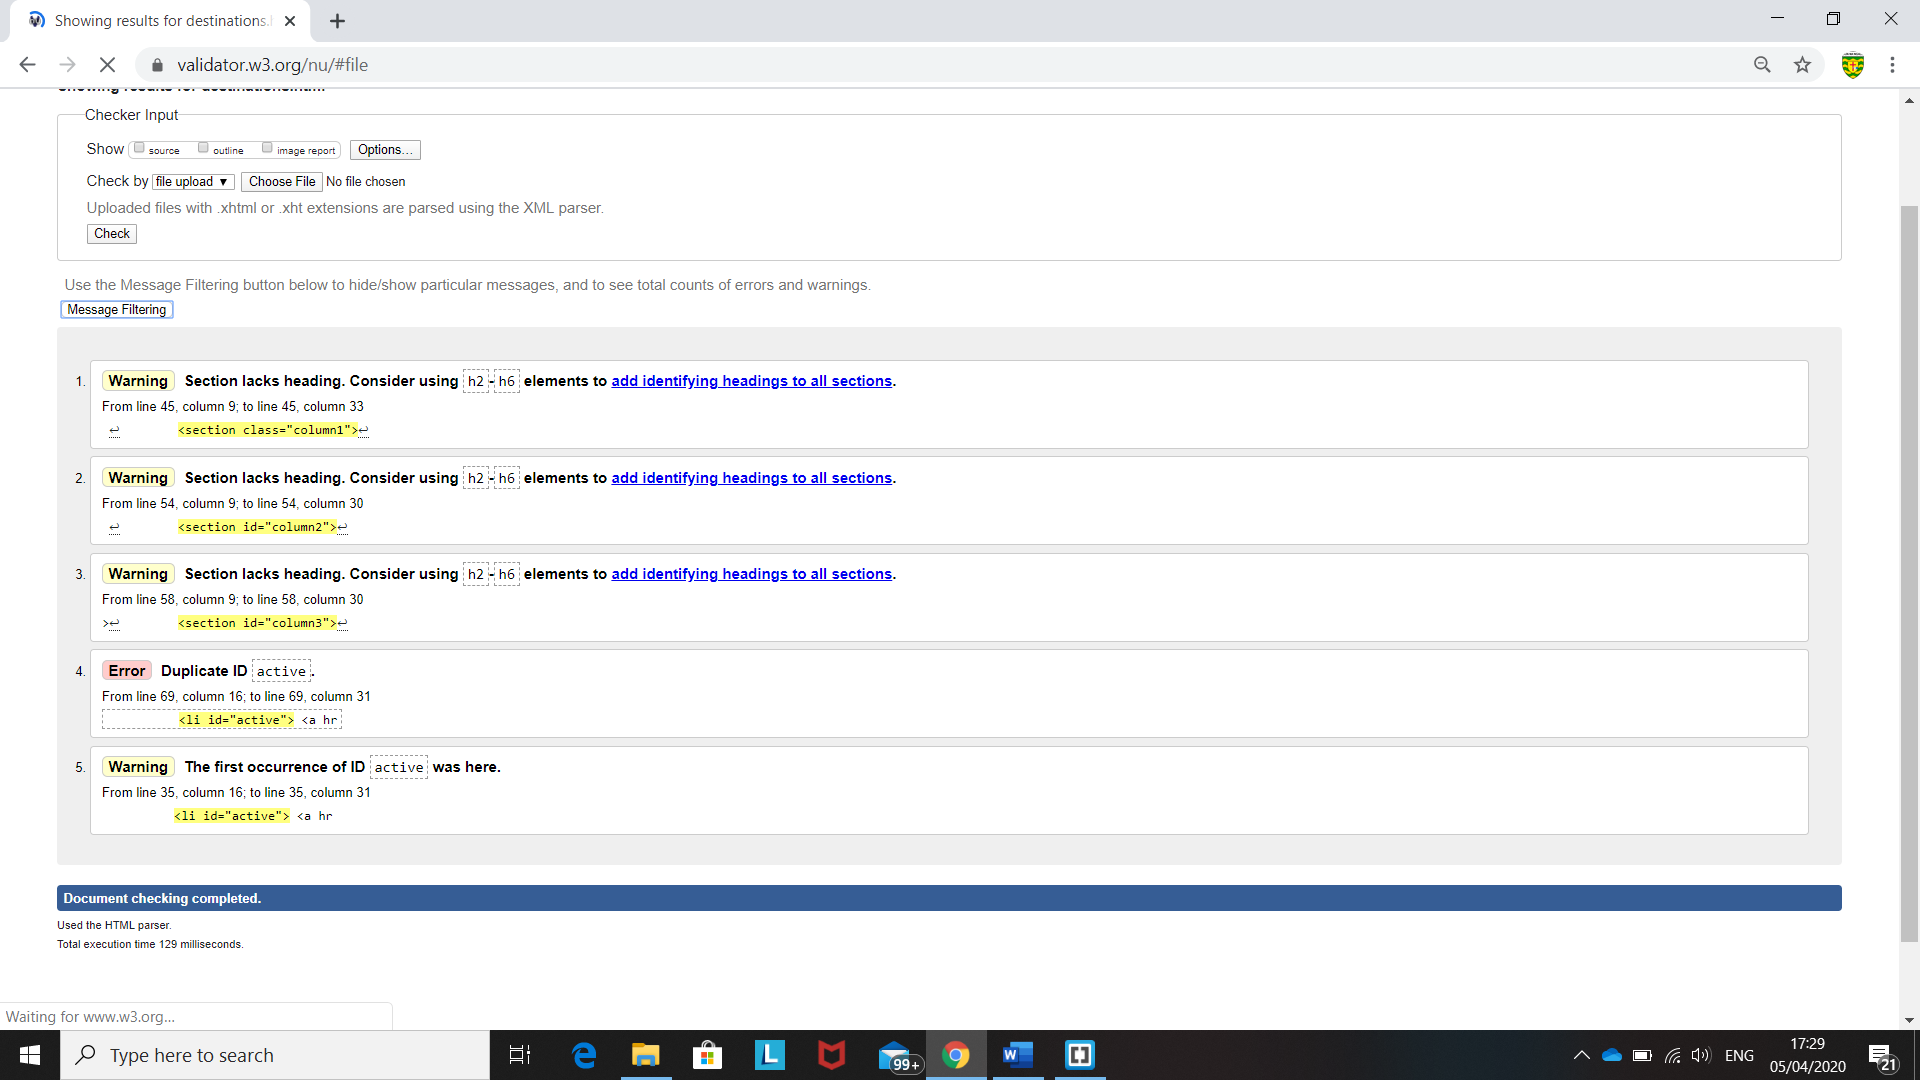 Showing results for destinations.h
validator.w3.org/nu/#file
Showing results for destinations.html
Checker Input
Show source outline image report Options...
Check by file upload ▼ Choose File No file chosen
Uploaded files with .xhtml or .xht extensions are parsed using the XML parser.
Check
Use the Message Filtering button below to hide/show particular messages, and to see total counts of errors and warnings.
Message Filtering
1. Warning Section lacks heading. Consider using h2-h6 elements to add identifying headings to all sections.
From line 45, column 9; to line 45, column 33
↩ <section class="column1">↩
2. Warning Section lacks heading. Consider using h2-h6 elements to add identifying headings to all sections.
From line 54, column 9; to line 54, column 30
↩ <section id="column2">↩
3. Warning Section lacks heading. Consider using h2-h6 elements to add identifying headings to all sections.
From line 58, column 9; to line 58, column 30
>↩ <section id="column3">↩
4. Error Duplicate ID active.
From line 69, column 16; to line 69, column 31
<li id="active"> <a hr
5. Warning The first occurrence of ID active was here.
From line 35, column 16; to line 35, column 31
<li id="active"> <a hr
Document checking completed.
Used the HTML parser.
Total execution time 129 milliseconds.
Waiting for www.w3.org...
Type here to search
L
99+
W
ENG
17:29
05/04/2020
21